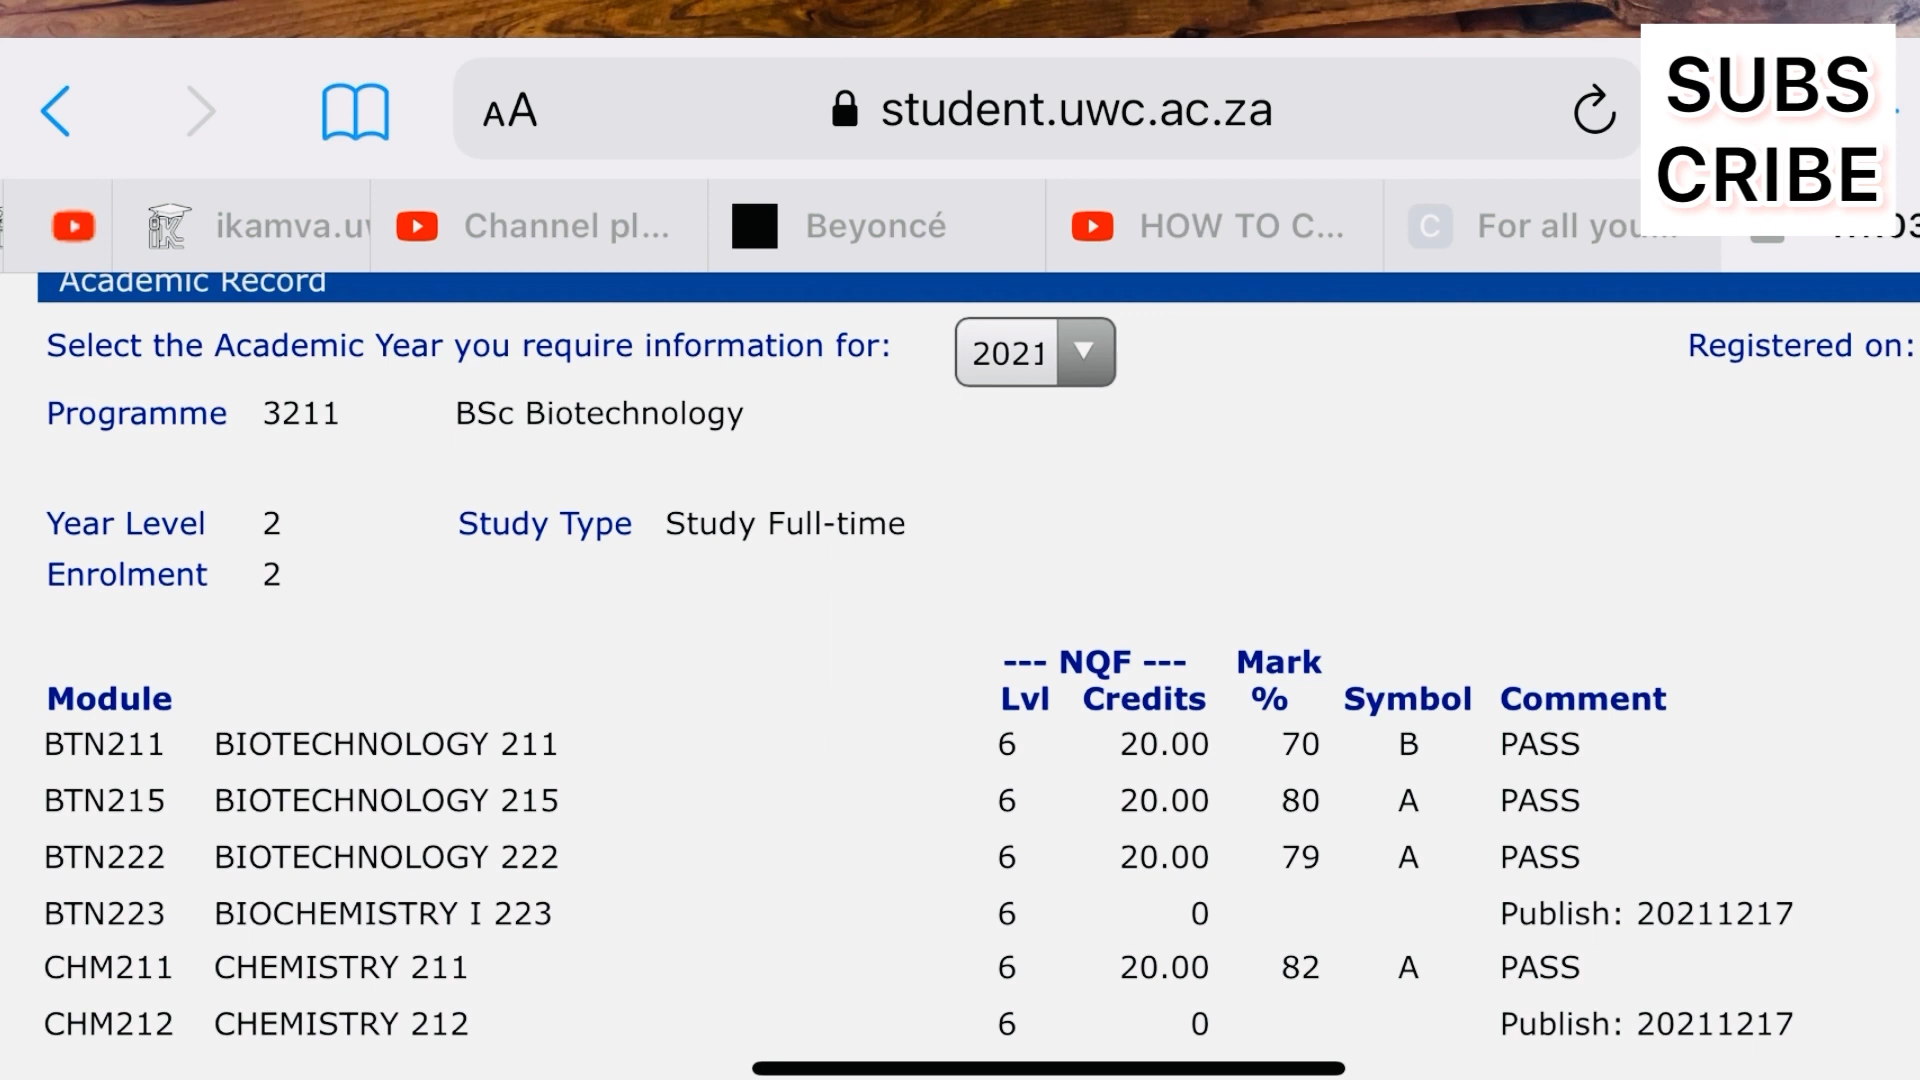 SUBS
CRIBE
AA student.uwc.ac.za
ikamva.u Channel pl... Beyoncé HOW TO C... For all you...
Academic Record
Select the Academic Year you require information for: 2021 Registered on:
Programme 3211 BSc Biotechnology
Year Level 2 Study Type Study Full-time
Enrolment 2
--- NQF --- Mark
Module Lvl Credits % Symbol Comment
BTN211 BIOTECHNOLOGY 211 6 20.00 70 B PASS
BTN215 BIOTECHNOLOGY 215 6 20.00 80 A PASS
BTN222 BIOTECHNOLOGY 222 6 20.00 79 A PASS
BTN223 BIOCHEMISTRY I 223 6 0 Publish: 20211217
CHM211 CHEMISTRY 211 6 20.00 82 A PASS
CHM212 CHEMISTRY 212 6 0 Publish: 20211217